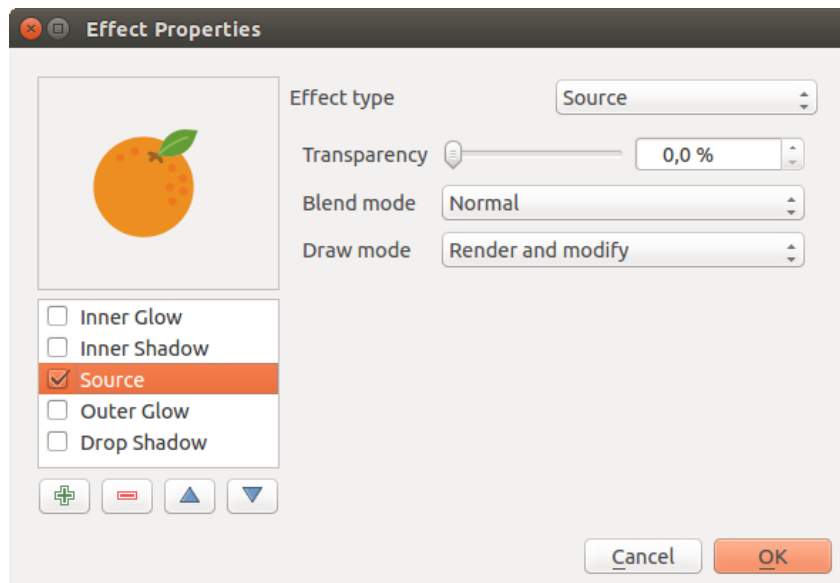 Effect Properties
Effect type Source
Transparency 0,0 %
Blend mode Normal
Draw mode Render and modify
Inner Glow
Inner Shadow
Source
Outer Glow
Drop Shadow
Cancel OK